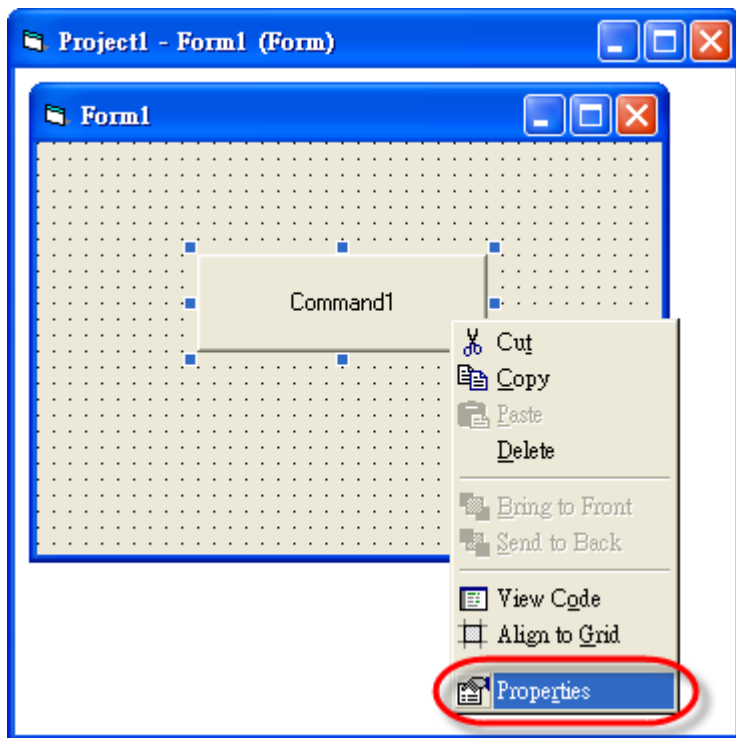 Project1 - Form1 (Form)
Form1
Command1
Cut
Copy
Paste
Delete
Bring to Front
Send to Back
View Code
Align to Grid
Properties